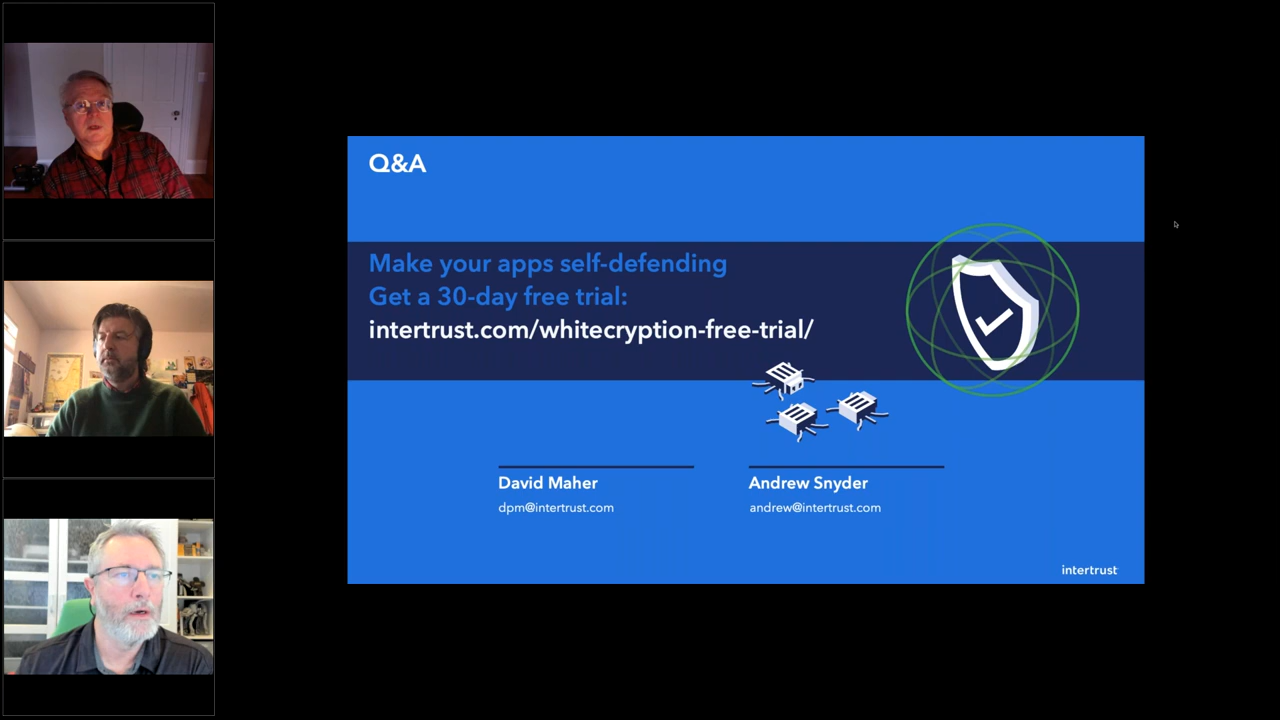 Q&A
Make your apps self-defending
Get a 30-day free trial:
intertrust.com/whitecryption-free-trial/
David Maher
dpm@intertrust.com
Andrew Snyder
andrew@intertrust.com
intertrust